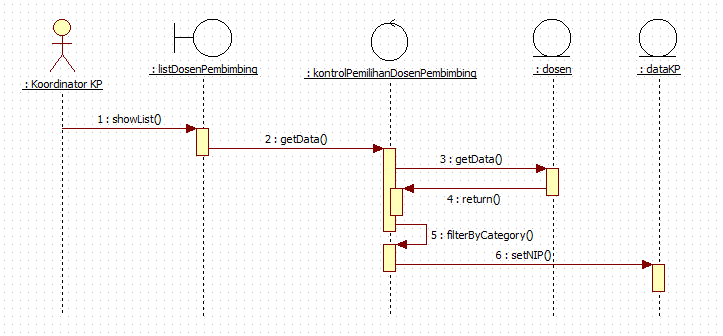 : Koordinator KP
: listDosenPembimbing
: kontrolPemilihanDosenPembimbing
: dosen
: dataKP
1 : showList()
2 : getData()
3 : getData()
4 : return()
5 : filterByCategory()
6 : setNIP()